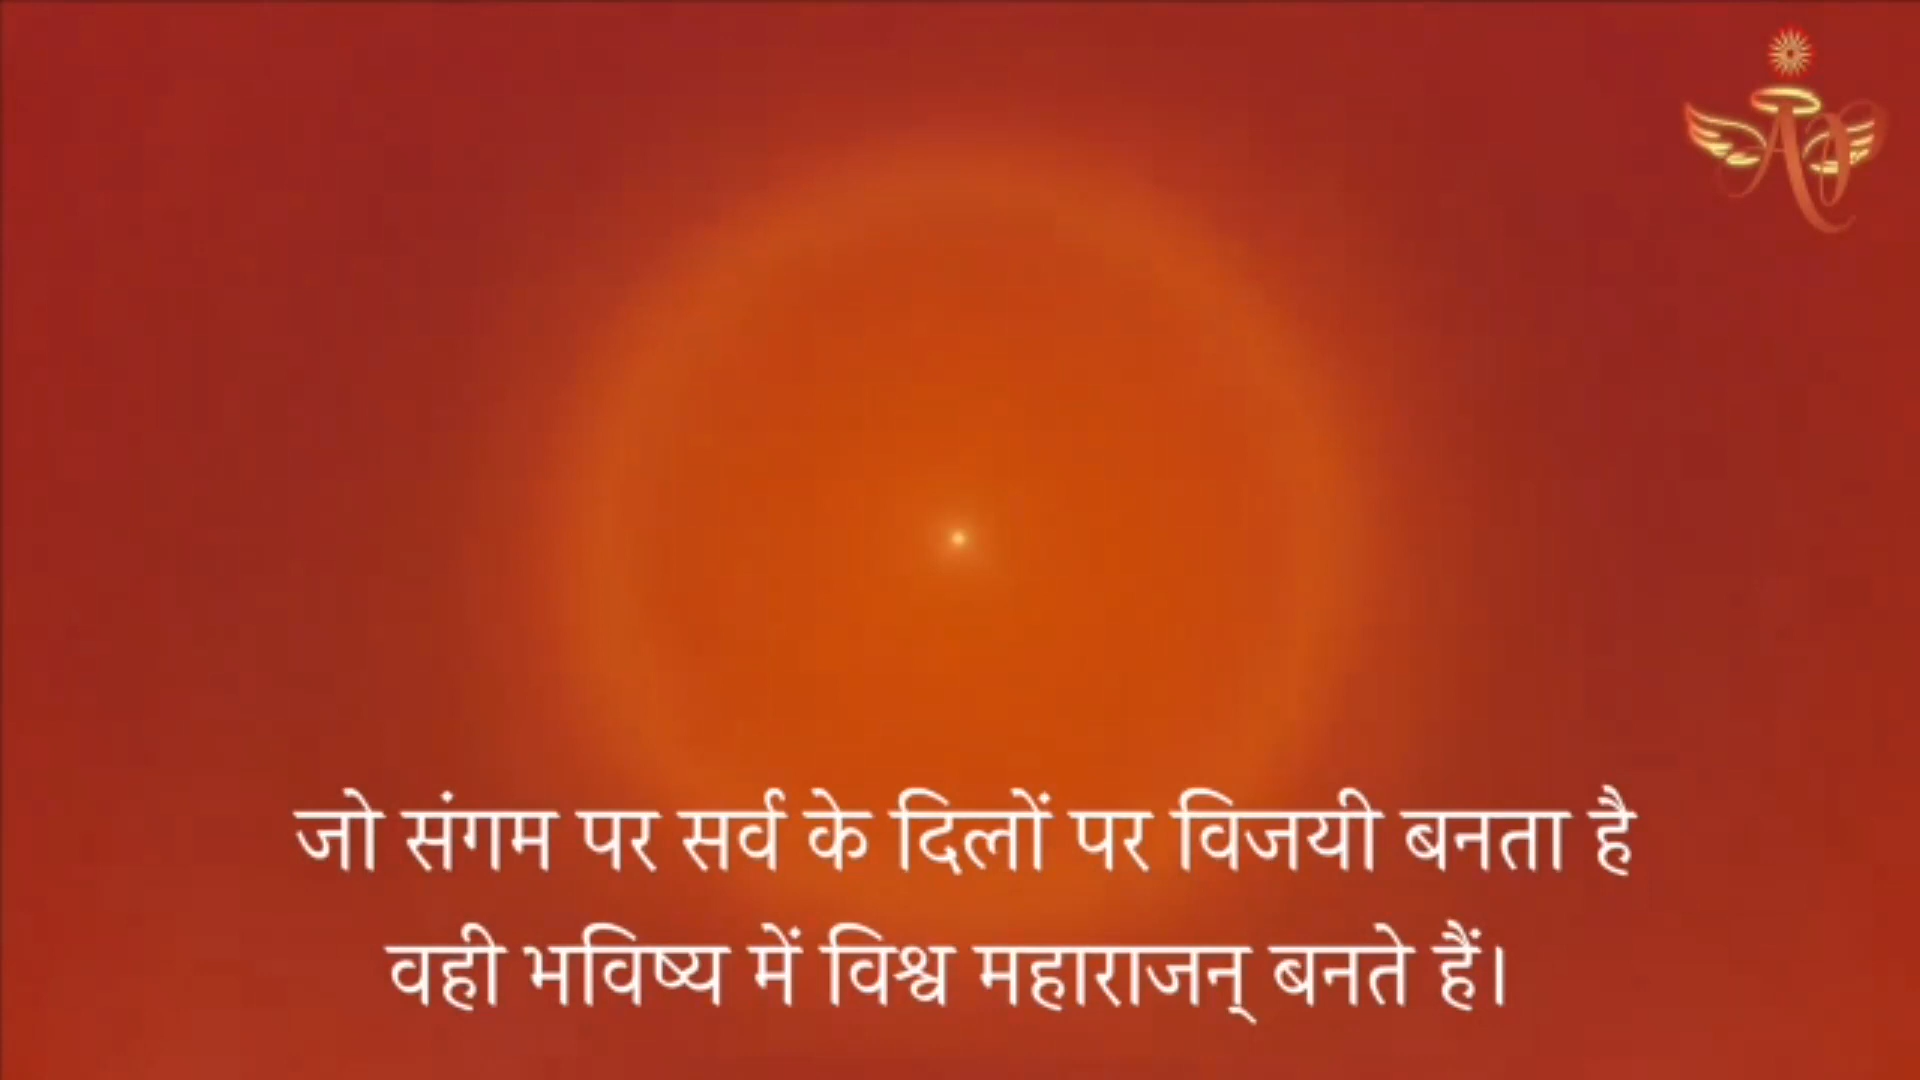 जो संगम पर सर्व के दिलों पर विजयी बनता है
वही भविष्य में विश्व महाराजन् बनते हैं।